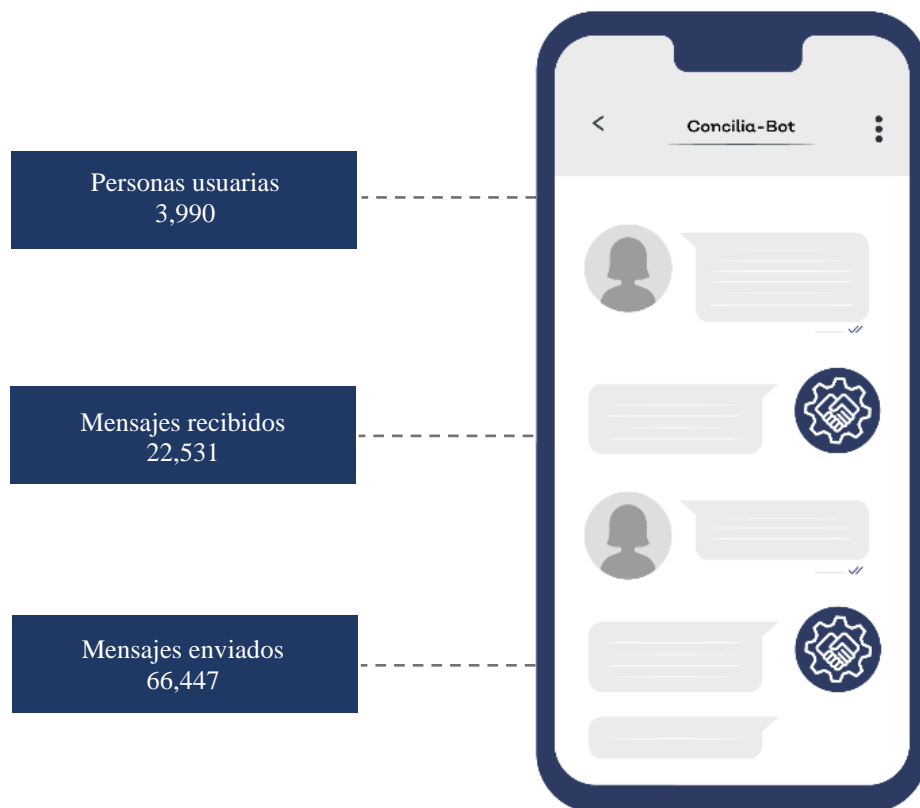 Concilia-Bot
Personas usuarias
3,990
Mensajes recibidos
22,531
Mensajes enviados
66,447